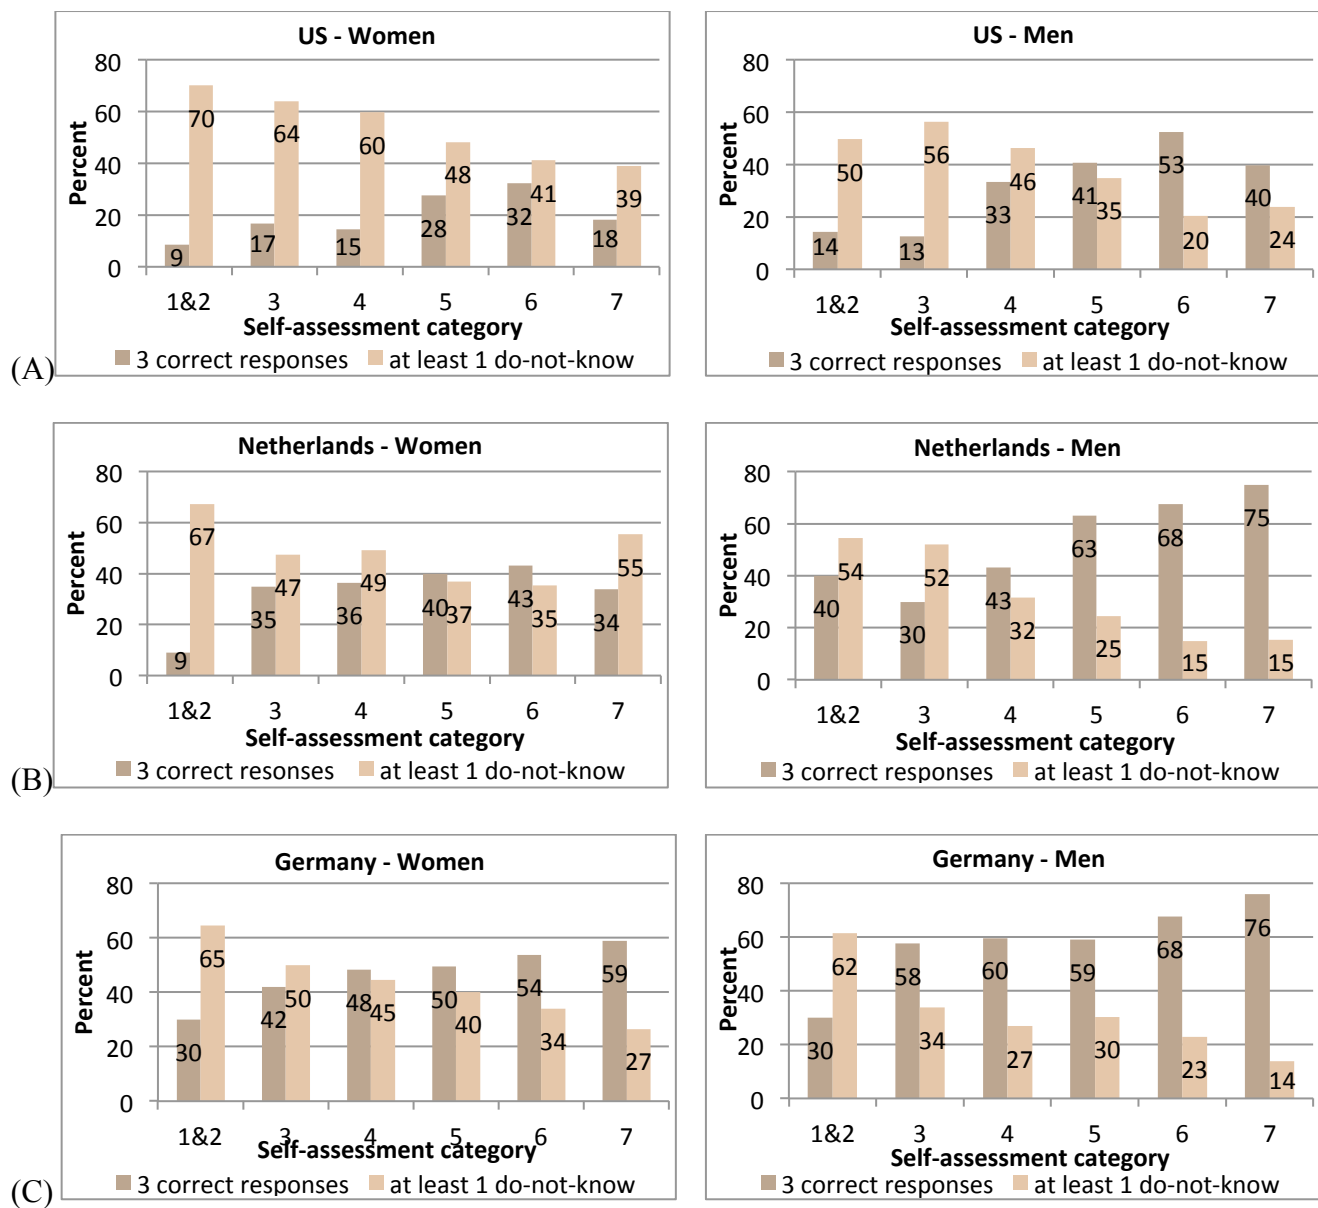 US - Women
80
60
40
20
0
Percent
9 70 17 64 15 60 28 48 32 41 18 39
1&2 3 4 5 6 7
Self-assessment category
3 correct responses at least 1 do-not-know
(A)
US - Men
80
60
40
20
0
Percent
14 50 13 56 33 46 41 35 53 20 40 24
1&2 3 4 5 6 7
Self-assessment category
3 correct responses at least 1 do-not-know
Netherlands - Women
80
60
40
20
0
Percent
9 67 35 47 36 49 40 37 43 35 34 55
1&2 3 4 5 6 7
Self-assessment category
3 correct resonses at least 1 do-not-know
(B)
Netherlands - Men
80
60
40
20
0
Percent
40 54 30 52 43 32 63 25 68 15 75 15
1&2 3 4 5 6 7
Self-assessment category
3 correct responses at least 1 do-not-know
Germany - Women
80
60
40
20
0
Percent
30 65 42 50 48 45 50 40 54 34 59 27
1&2 3 4 5 6 7
Self-assessment category
3 correct responses at least 1 do-not-know
(C)
Germany - Men
80
60
40
20
0
Percent
30 62 58 34 60 27 59 30 68 23 76 14
1&2 3 4 5 6 7
Self-assessment category
3 correct responses at least 1 do-not-know